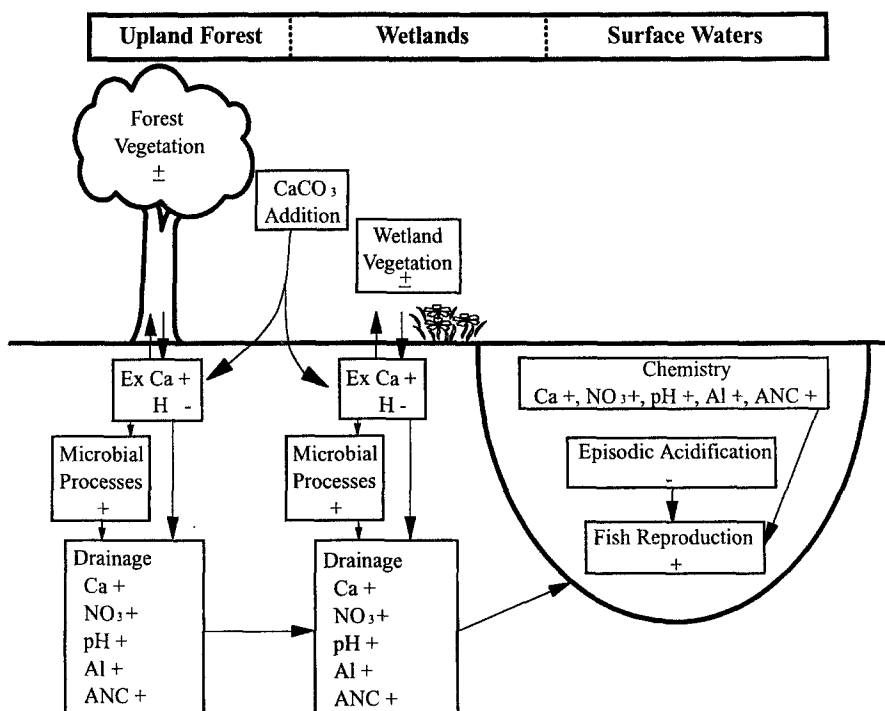 Upland Forest
Wetlands
Surface Waters
Forest
Vegetation
±
CaCO₃
Addition
Wetland
Vegetation
±
Ex Ca +
H -
Microbial
Processes
+
Drainage
Ca +
NO₃+
pH +
Al +
ANC +
Ex Ca +
H -
Microbial
Processes
+
Drainage
Ca +
NO₃+
pH +
Al +
ANC +
Chemistry
Ca +, NO₃+, pH +, Al +, ANC +
Episodic Acidification
-
Fish Reproduction
+